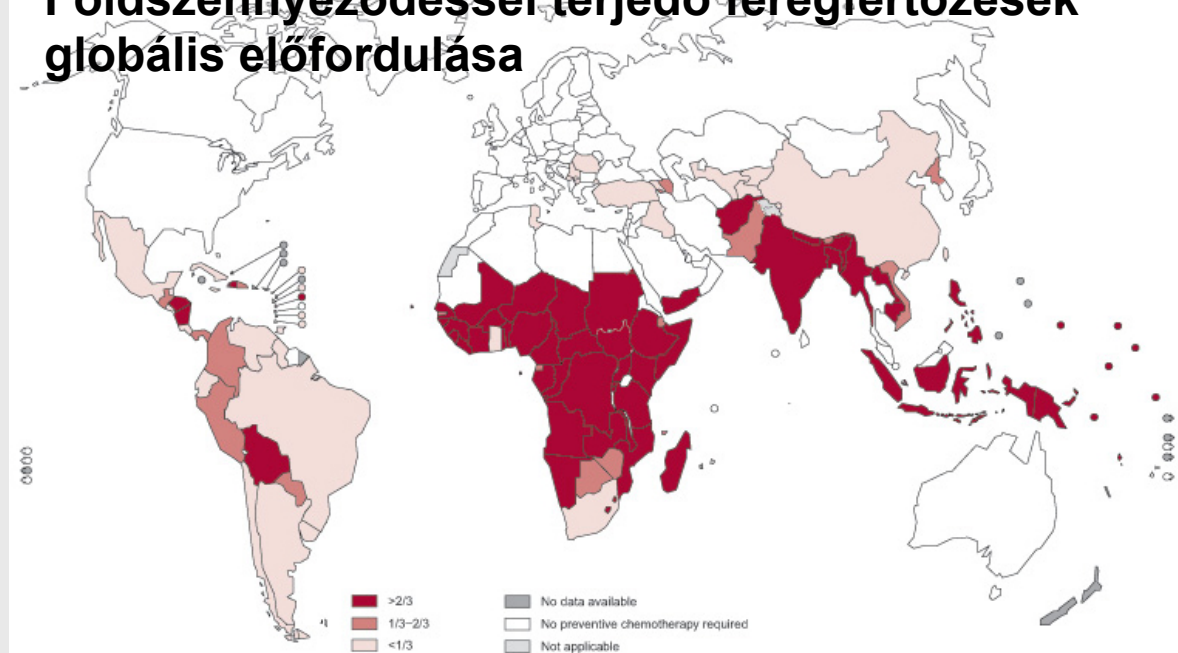 Földszennyeződéssel terjedő féregfertőzések
globális előfordulása
>2/3
1/3–2/3
<1/3
No data available
No preventive chemotherapy required
Not applicable